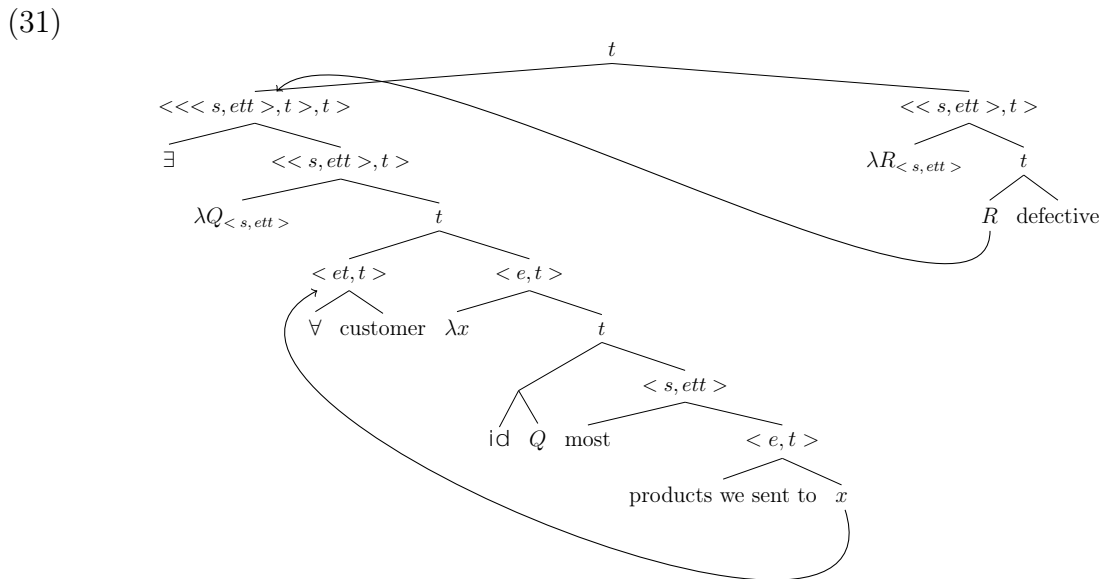 (31)
t
<<< s, ett >, t >, t > << s, ett >, t >
∃ << s, ett >, t > λR<s,ett> t
λQ<s,ett> t R defective
< et, t > < e, t >
∀ customer λx t
< s, ett >
id Q most < e, t >
products we sent to x